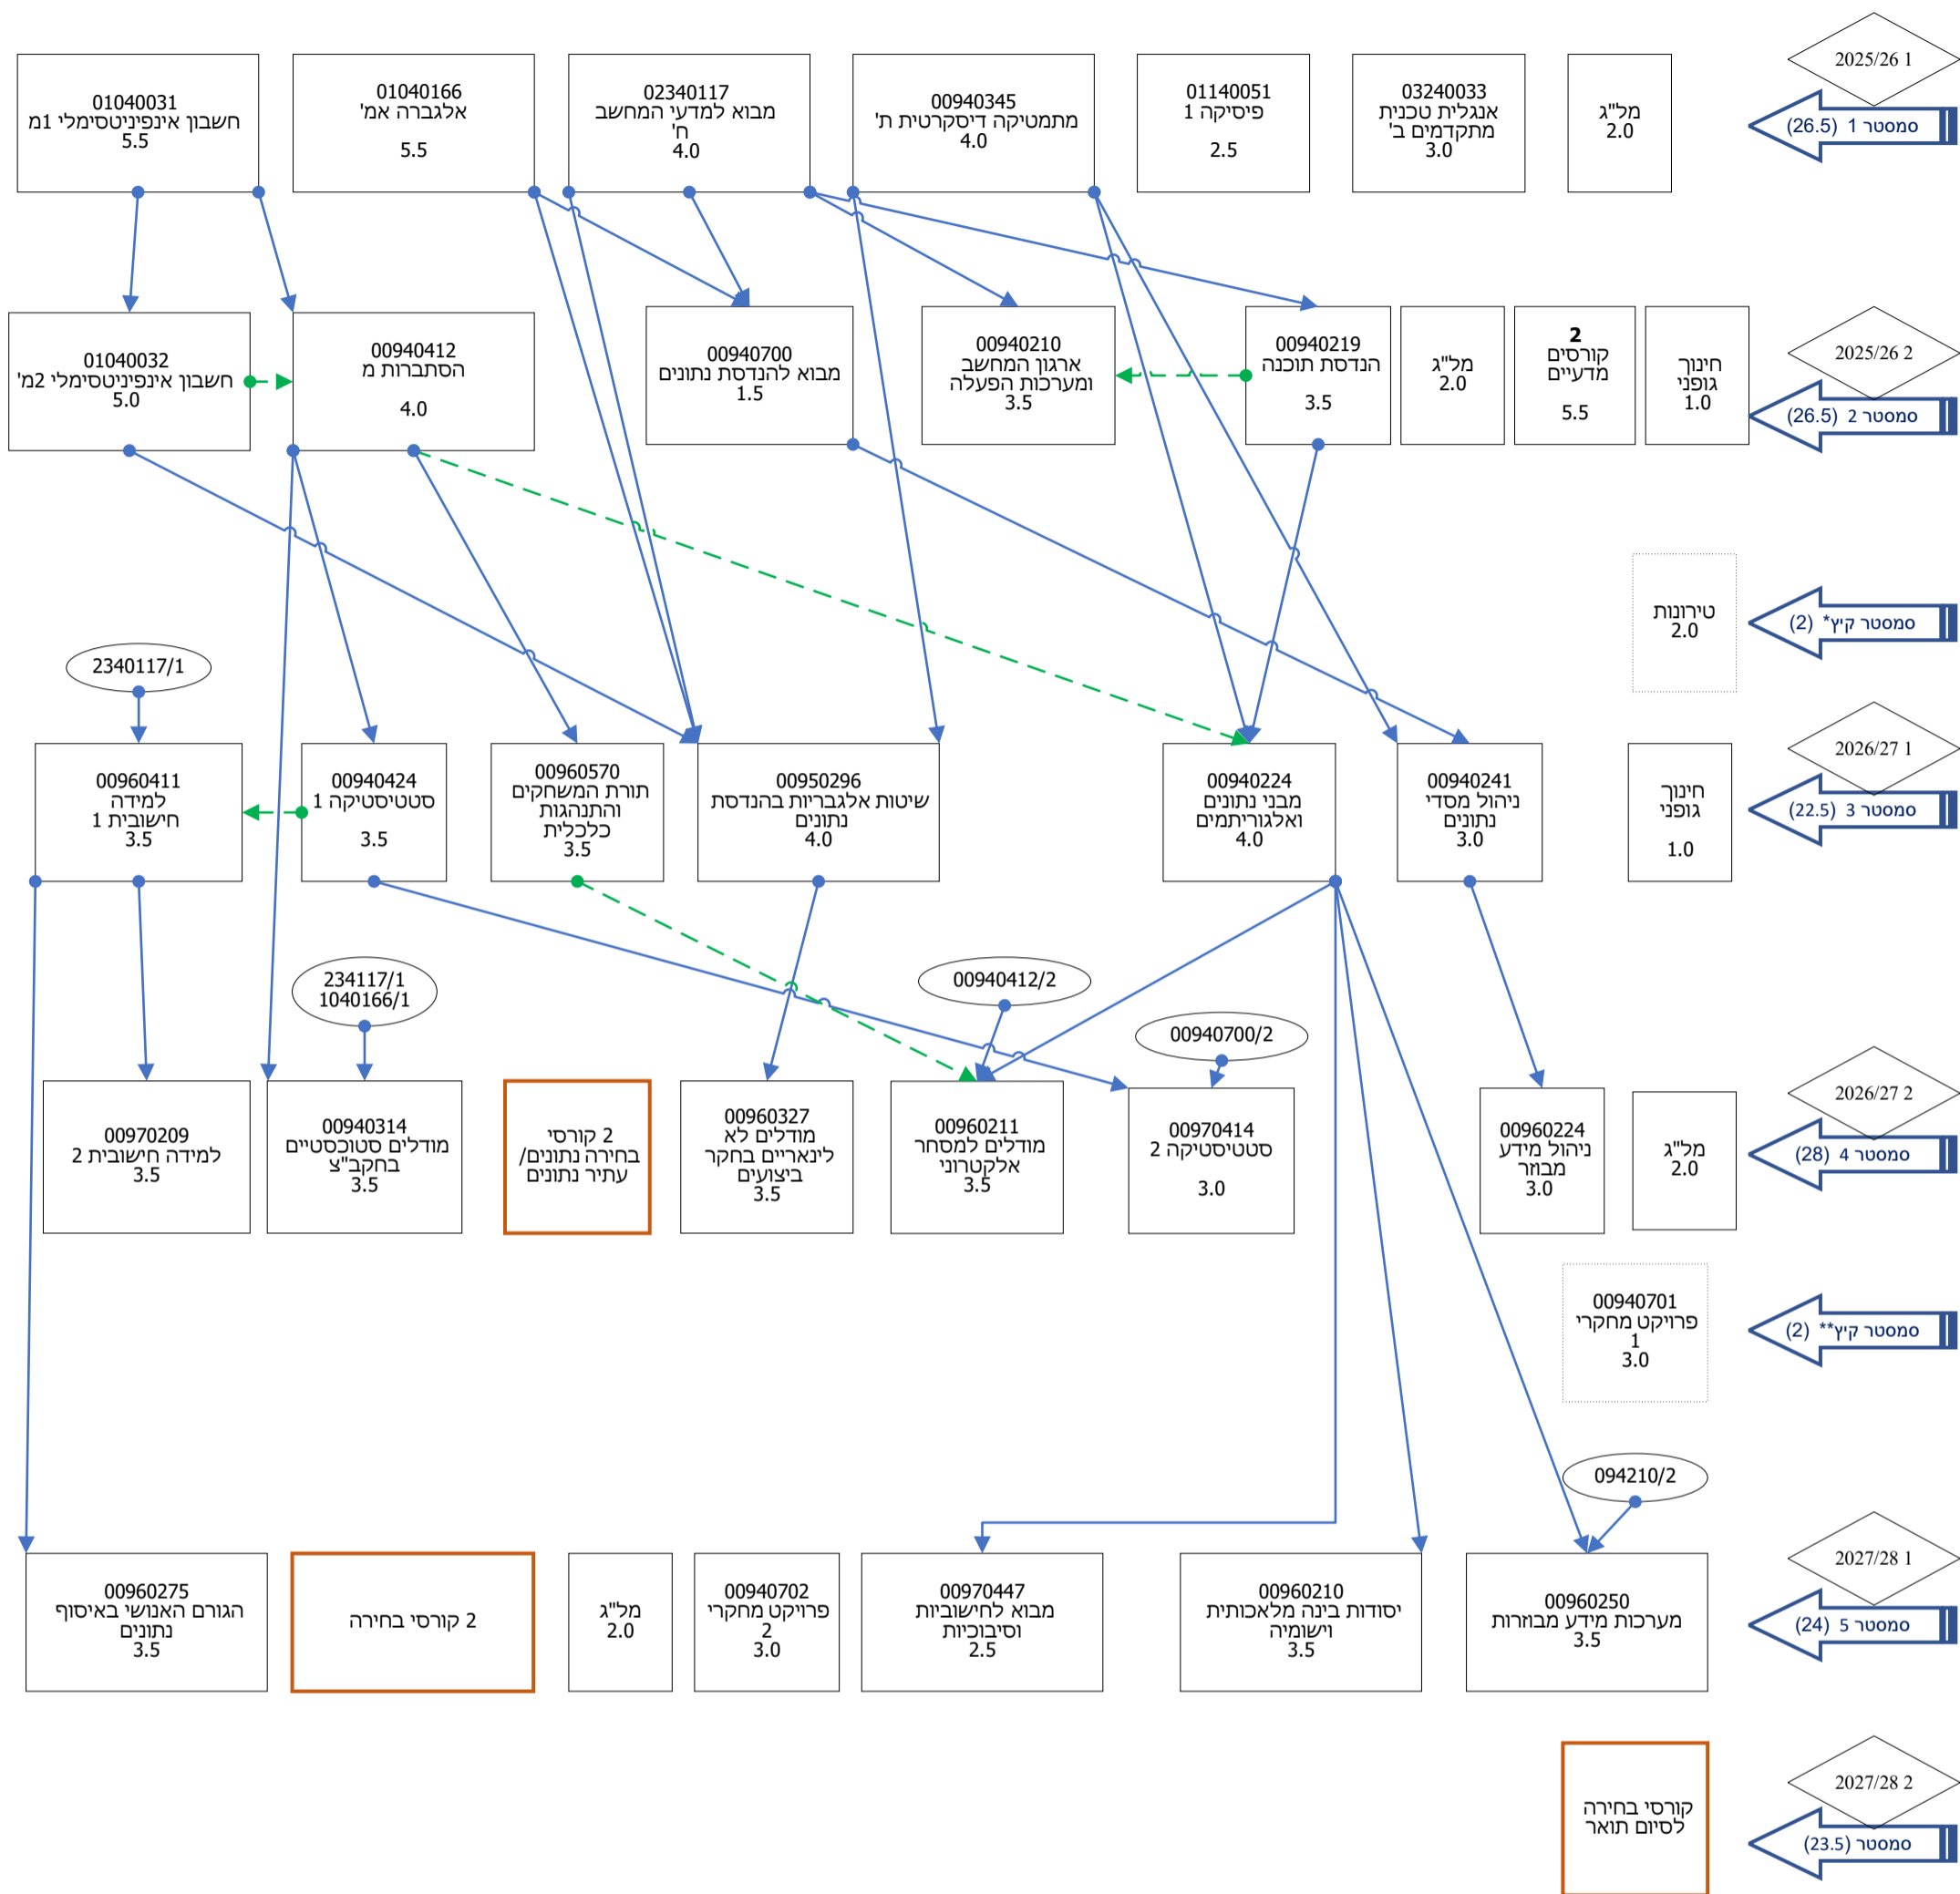 2025/26 1
סמסטר 1 (26.5)
מל"ג
2.0
03240033
אנגלית טכנית
מתקדמים ב'
3.0
01140051
פיסיקה 1
2.5
00940345
מתמטיקה דיסקרטית ת'
4.0
02340117
מבוא למדעי המחשב
ח'
4.0
01040166
אלגברה אמ'
5.5
01040031
חשבון אינפיניטסימלי 1מ
5.5
2025/26 2
סמסטר 2 (26.5)
חינוך
גופני
1.0
2
קורסים
מדעיים
5.5
מל"ג
2.0
00940219
הנדסת תוכנה
3.5
00940210
ארגון המחשב
ומערכות הפעלה
3.5
00940700
מבוא להנדסת נתונים
1.5
00940412
הסתברות מ
4.0
01040032
חשבון אינפיניטסימלי 2מ'
5.0
סמסטר קיץ* (2)
טירונות
2.0
2340117/1
2026/27 1
סמסטר 3 (22.5)
חינוך
גופני
1.0
00940241
ניהול מסדי
נתונים
3.0
00940224
מבני נתונים
ואלגוריתמים
4.0
00950296
שיטות אלגבריות בהנדסת
נתונים
4.0
00960570
תורת המשחקים
והתנהגות
כלכלית
3.5
00940424
סטטיסטיקה 1
3.5
00960411
למידה
חישובית 1
3.5
00940700/2
00940412/2
234117/1
1040166/1
2026/27 2
סמסטר 4 (28)
מל"ג
2.0
00960224
ניהול מידע
מבוזר
3.0
00970414
סטטיסטיקה 2
3.0
00960211
מודלים למסחר
אלקטרוני
3.5
00960327
מודלים לא
לינאריים בחקר
ביצועים
3.5
2 קורסי
בחירה נתונים/
עתיר נתונים
00940314
מודלים סטוכסטיים
בחקב"צ
3.5
00970209
למידה חישובית 2
3.5
סמסטר קיץ** (2)
00940701
פרויקט מחקרי
1
3.0
094210/2
2027/28 1
סמסטר 5 (24)
00960250
מערכות מידע מבוזרות
3.5
00960210
יסודות בינה מלאכותית
וישומיה
3.5
00970447
מבוא לחישוביות
וסיבוכיות
2.5
00940702
פרויקט מחקרי
2
3.0
מל"ג
2.0
2 קורסי בחירה
00960275
הגורם האנושי באיסוף
נתונים
3.5
2027/28 2
סמסטר (23.5)
קורסי בחירה
לסיום תואר